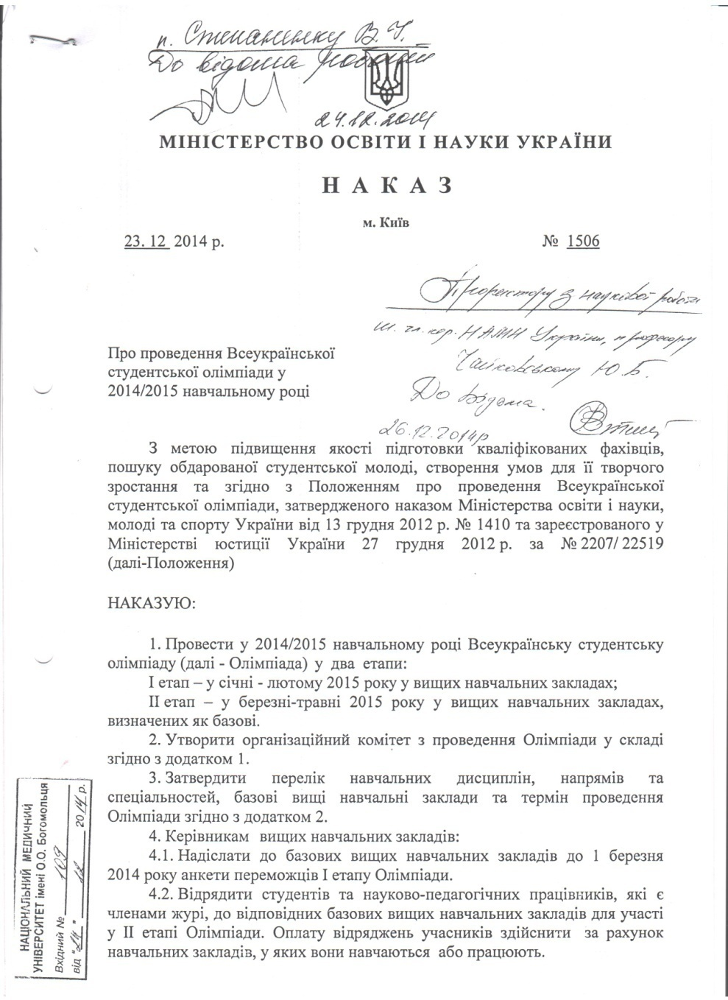 п. Степаненку В. Г.
До відома роботи
24.12.2014
МІНІСТЕРСТВО ОСВІТИ І НАУКИ УКРАЇНИ
Н А К А З
м. Київ
23. 12 2014 р. № 1506
Проректору з наукової роботи
чл. кор. НАМН України, професору
Чайковському Ю.Б.
До відома.
26.12.2014р
Про проведення Всеукраїнської
студентської олімпіади у
2014/2015 навчальному році
З метою підвищення якості підготовки кваліфікованих фахівців,
пошуку обдарованої студентської молоді, створення умов для її творчого
зростання та згідно з Положенням про проведення Всеукраїнської
студентської олімпіади, затвердженого наказом Міністерства освіти і науки,
молоді та спорту України від 13 грудня 2012 р. № 1410 та зареєстрованого у
Міністерстві юстиції України 27 грудня 2012 р. за № 2207/ 22519
(далі-Положення)
НАКАЗУЮ:
1. Провести у 2014/2015 навчальному році Всеукраїнську студентську
олімпіаду (далі - Олімпіада) у два етапи:
І етап – у січні - лютому 2015 року у вищих навчальних закладах;
ІІ етап – у березні-травні 2015 року у вищих навчальних закладах,
визначених як базові.
2. Утворити організаційний комітет з проведення Олімпіади у складі
згідно з додатком 1.
3. Затвердити перелік навчальних дисциплін, напрямів та
спеціальностей, базові вищі навчальні заклади та термін проведення
Олімпіади згідно з додатком 2.
4. Керівникам вищих навчальних закладів:
4.1. Надіслати до базових вищих навчальних закладів до 1 березня
2014 року анкети переможців І етапу Олімпіади.
4.2. Відрядити студентів та науково-педагогічних працівників, які є
членами журі, до відповідних базових вищих навчальних закладів для участі
у ІІ етапі Олімпіади. Оплату відряджень учасників здійснити за рахунок
навчальних закладів, у яких вони навчаються або працюють.
НАЦІОНАЛЬНИЙ МЕДИЧНИЙ
УНІВЕРСИТЕТ імені О.О. Богомольця
Вхідний № 109
від "24" 12 2014 р.